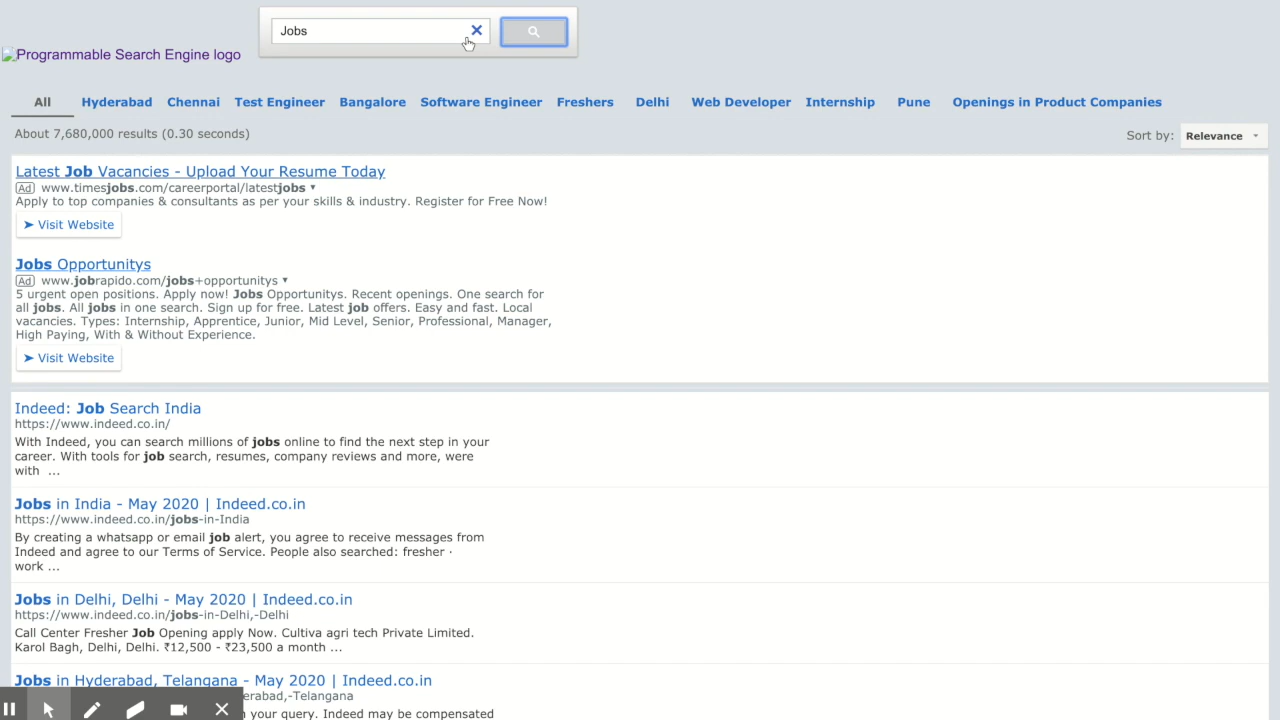 Jobs
Programmable Search Engine logo
All Hyderabad Chennai Test Engineer Bangalore Software Engineer Freshers Delhi Web Developer Internship Pune Openings in Product Companies
About 7,680,000 results (0.30 seconds)
Sort by: Relevance
Latest Job Vacancies - Upload Your Resume Today
Ad www.timesjobs.com/careerportal/latestjobs
Apply to top companies & consultants as per your skills & industry. Register for Free Now!
➤ Visit Website
Jobs Opportunitys
Ad www.jobrapido.com/jobs+opportunitys
5 urgent open positions. Apply now! Jobs Opportunitys. Recent openings. One search for
all jobs. All jobs in one search. Sign up for free. Latest job offers. Easy and fast. Local
vacancies. Types: Internship, Apprentice, Junior, Mid Level, Senior, Professional, Manager,
High Paying, With & Without Experience.
➤ Visit Website
Indeed: Job Search India
https://www.indeed.co.in/
With Indeed, you can search millions of jobs online to find the next step in your
career. With tools for job search, resumes, company reviews and more, were
with ...
Jobs in India - May 2020 | Indeed.co.in
https://www.indeed.co.in/jobs-in-India
By creating a whatsapp or email job alert, you agree to receive messages from
Indeed and agree to our Terms of Service. People also searched: fresher ·
work ...
Jobs in Delhi, Delhi - May 2020 | Indeed.co.in
https://www.indeed.co.in/jobs-in-Delhi,-Delhi
Call Center Fresher Job Opening apply Now. Cultiva agri tech Private Limited.
Karol Bagh, Delhi, Delhi. ₹12,500 - ₹23,500 a month ...
Jobs in Hyderabad, Telangana - May 2020 | Indeed.co.in
erabad,-Telangana
your query. Indeed may be compensated